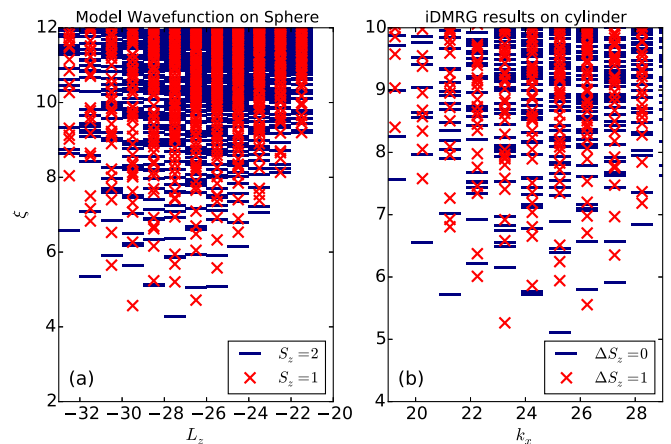 Model Wavefunction on Sphere
iDMRG results on cylinder
12
10
8
6
4
2
ξ
−32 −30 −28 −26 −24 −22 −20
L_z
(a)
S_z=2
S_z=1
10
9
8
7
6
5
4
20 22 24 26 28
k_x
(b)
ΔS_z=0
ΔS_z=1